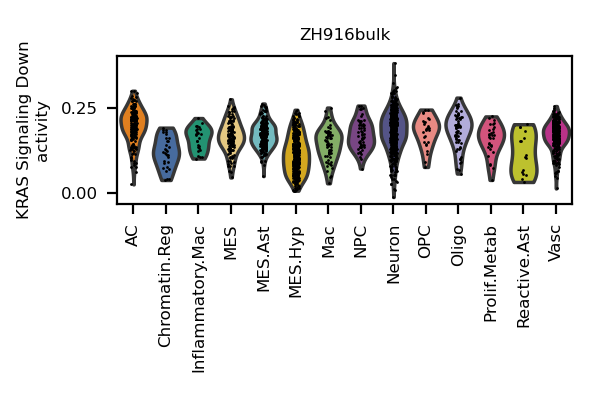 ZH916bulk
KRAS Signaling Down
activity
0.25
0.00
AC
Chromatin.Reg
Inflammatory.Mac
MES
MES.Ast
MES.Hyp
Mac
NPC
Neuron
OPC
Oligo
Prolif.Metab
Reactive.Ast
Vasc